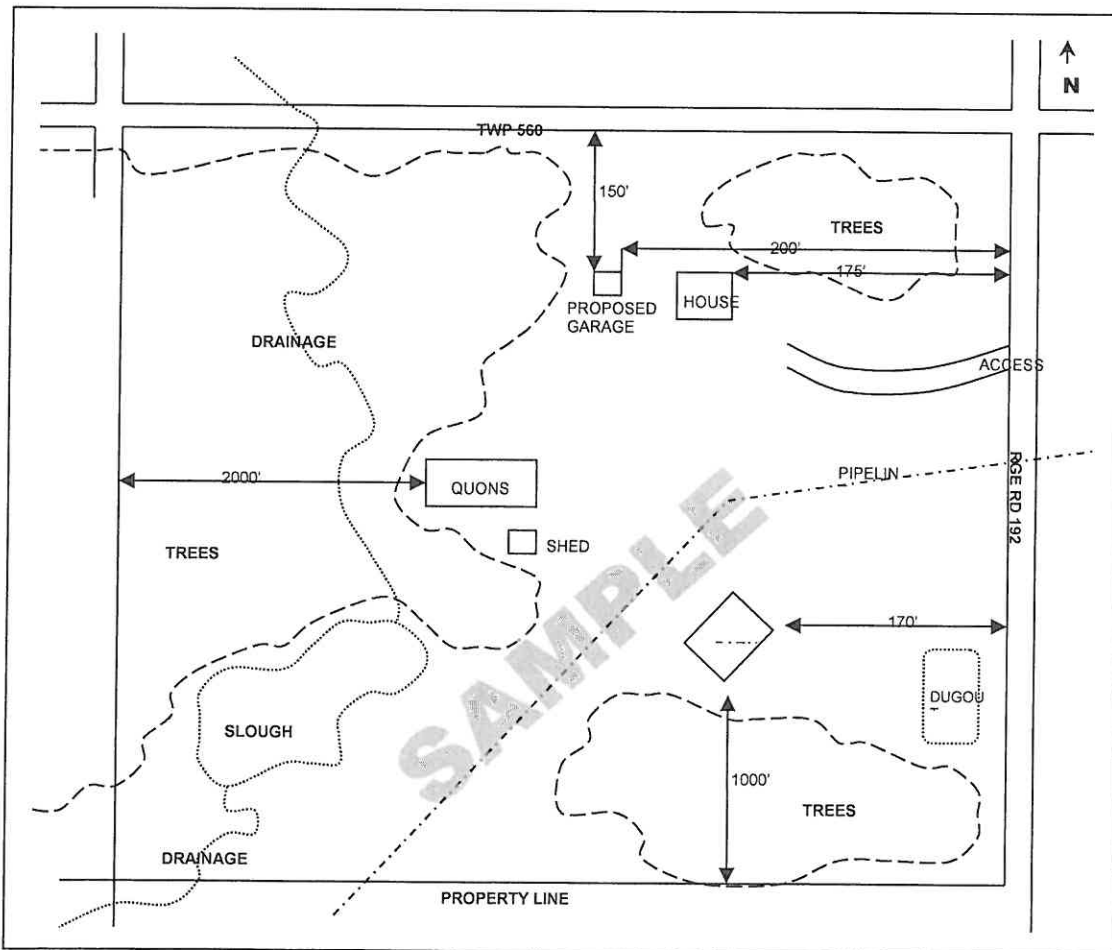 N
TWP 560
150'
TREES
200'
175'
PROPOSED
GARAGE
HOUSE
DRAINAGE
ACCESS
2000'
QUONS
PIPELIN
RGE RD 192
SHED
TREES
SAMPLE
170'
DUGOU
SLOUGH
1000'
TREES
DRAINAGE
PROPERTY LINE